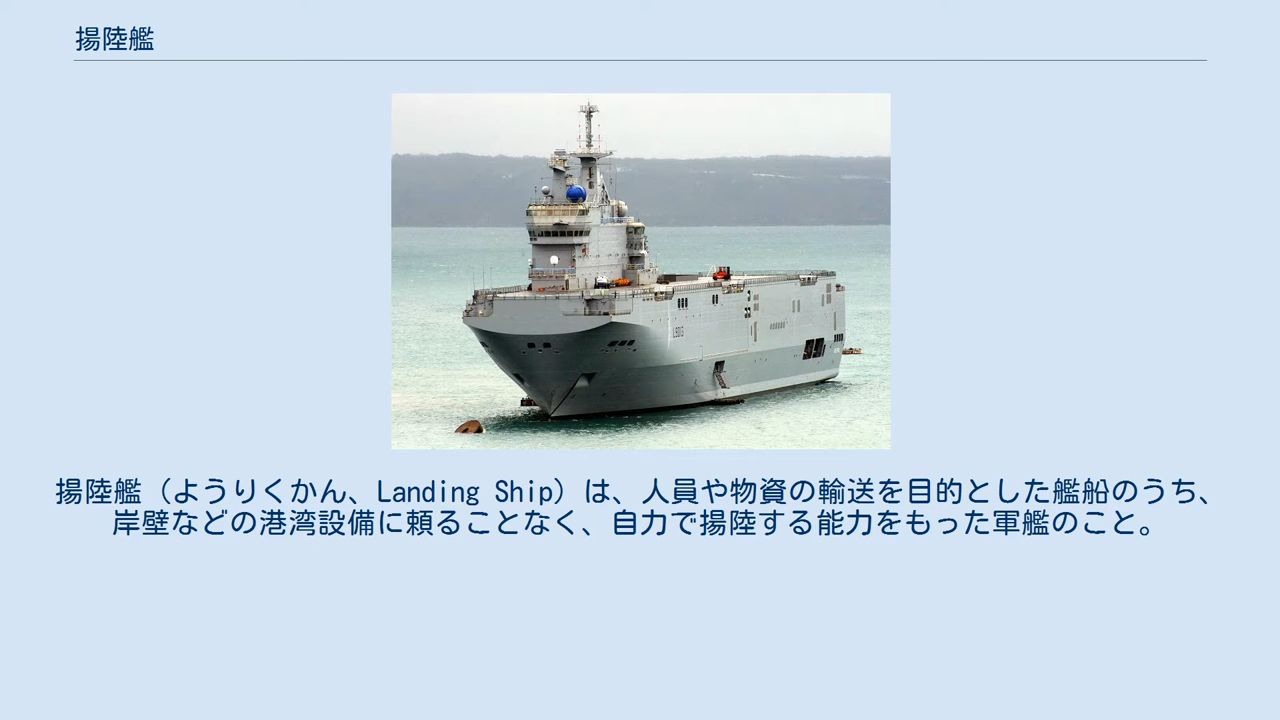 揚陸艦
L9013
揚陸艦（ようりくかん、Landing Ship）は、人員や物資の輸送を目的とした艦船のうち、
岸壁などの港湾設備に頼ることなく、自力で揚陸する能力をもった軍艦のこと。